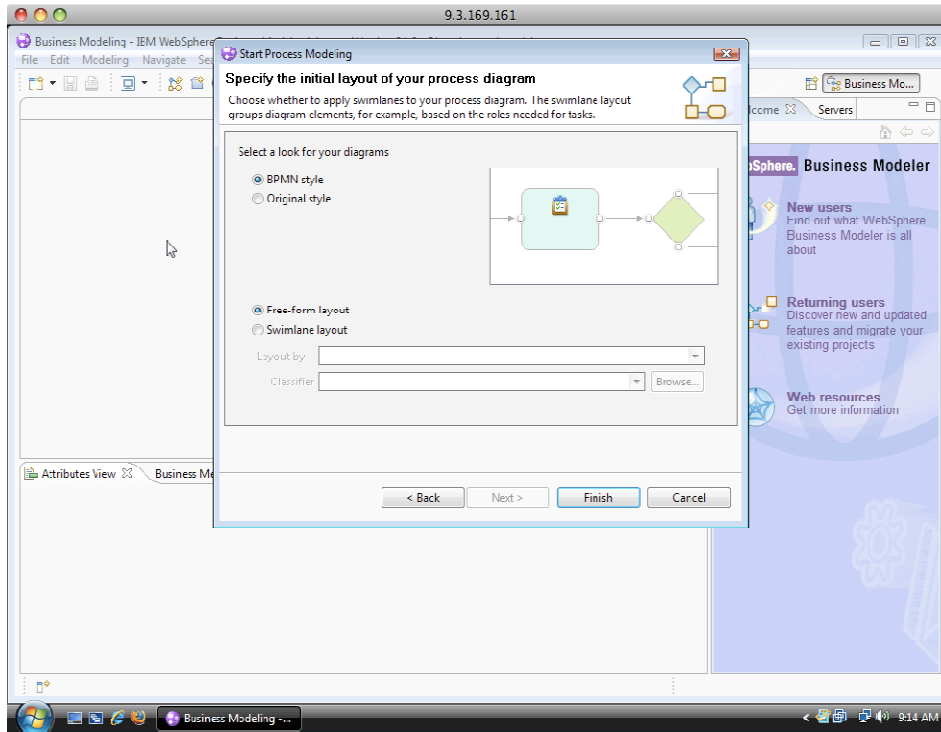 9.3.169.161
Business Modeling - IEM WebSphere
File Edit Modeling Navigate Sea
Business Mc...
Start Process Modeling
Specify the initial layout of your process diagram
Choose whether to apply swimlanes to your process diagram. The swimlane layout
groups diagram elements, for example, based on the roles needed for tasks.
lcome
Servers
Select a look for your diagrams
BPMN style
Original style
Free-form layout
Swimlane layout
Layout by
Classifier
Browse...
< Back
Next >
Finish
Cancel
bSphere. Business Modeler
New users
Find out what WebSphere
Business Modeler is all
about
Returning users
Discover new and updated
features and migrate your
existing projects
Web resources
Get more information
Attributes View
Business Me
Business Modeling -...
9:14 AM